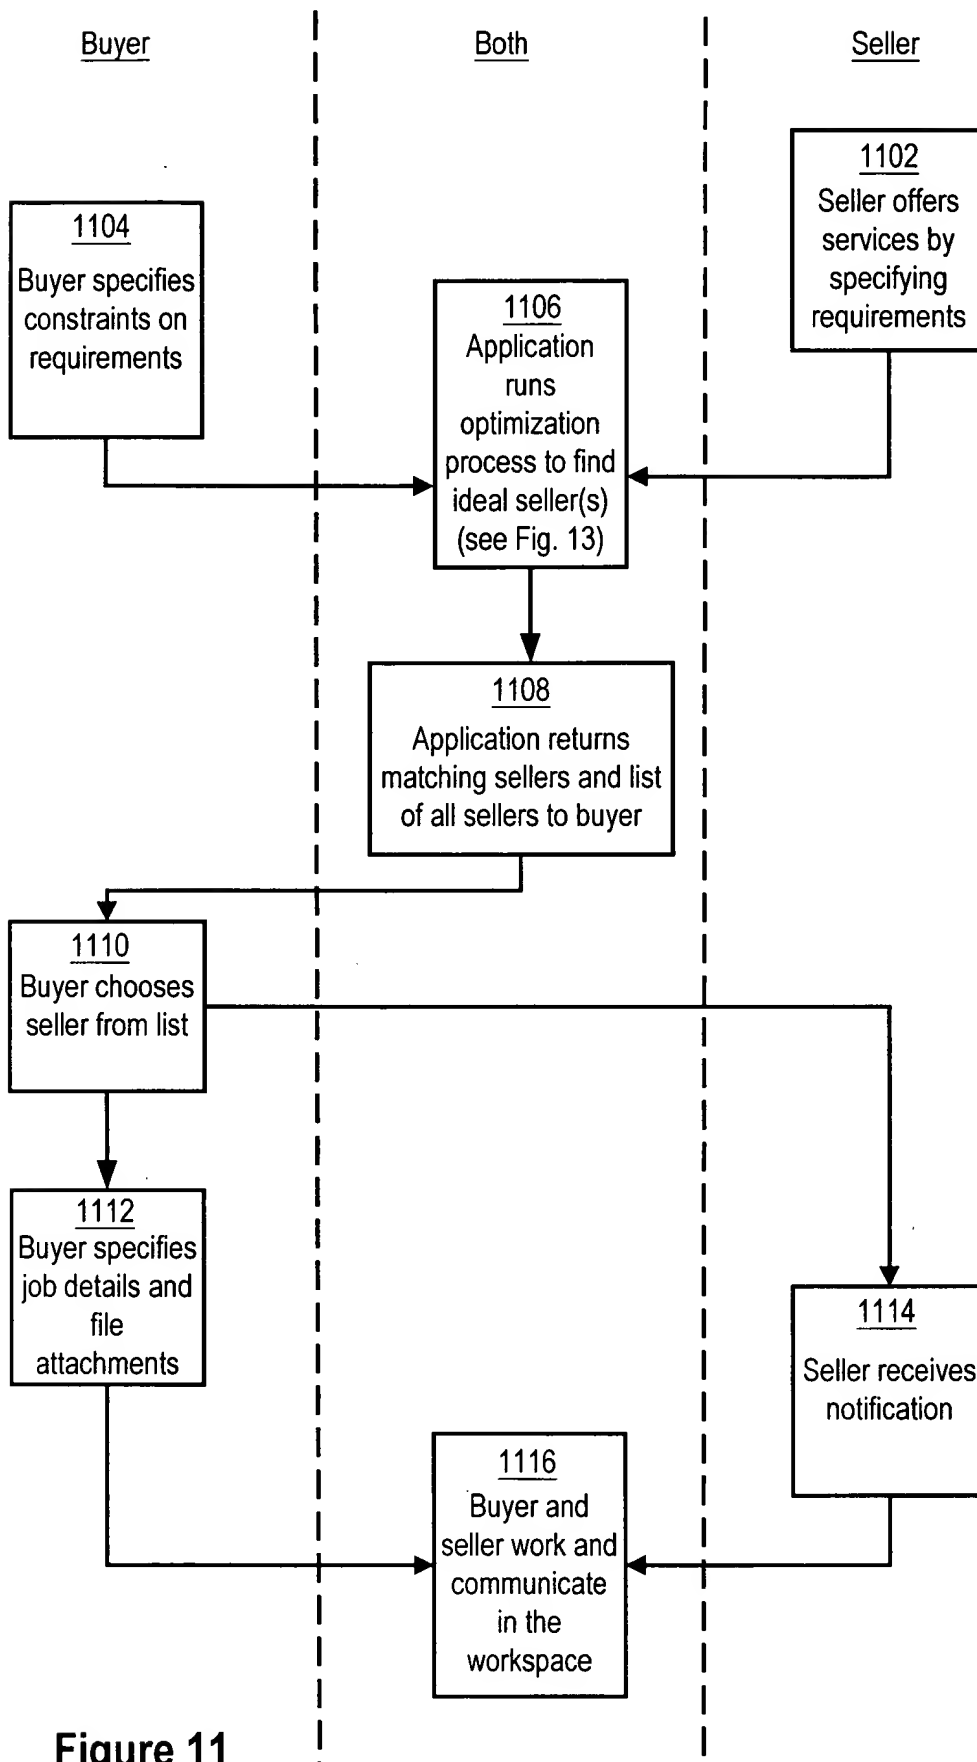 Buyer
Both
Seller
1102
Seller offers
services by
specifying
requirements
1104
Buyer specifies
constraints on
requirements
1106
Application
runs
optimization
process to find
ideal seller(s)
(see Fig. 13)
1108
Application returns
matching sellers and list
of all sellers to buyer
1110
Buyer chooses
seller from list
1112
Buyer specifies
job details and
file
attachments
1114
Seller receives
notification
1116
Buyer and
seller work and
communicate
in the
workspace
Figure 11